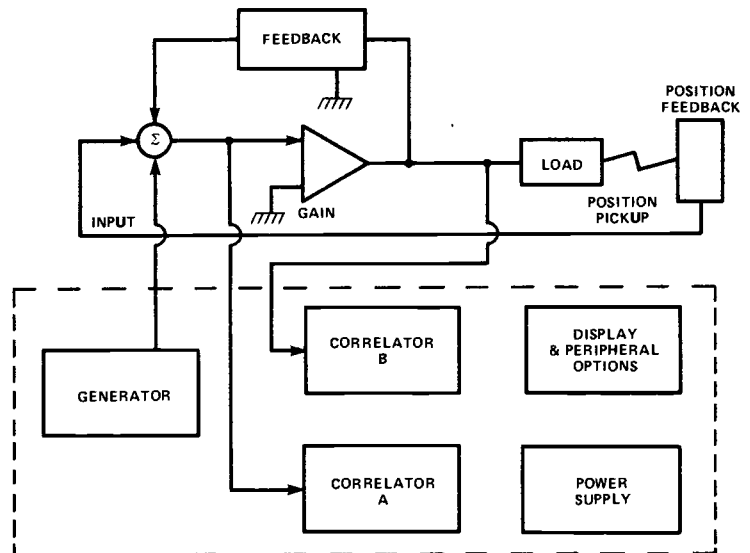 FEEDBACK
POSITION
FEEDBACK
Σ
LOAD
GAIN
POSITION
PICKUP
INPUT
CORRELATOR
B
DISPLAY
& PERIPHERAL
OPTIONS
GENERATOR
CORRELATOR
A
POWER
SUPPLY